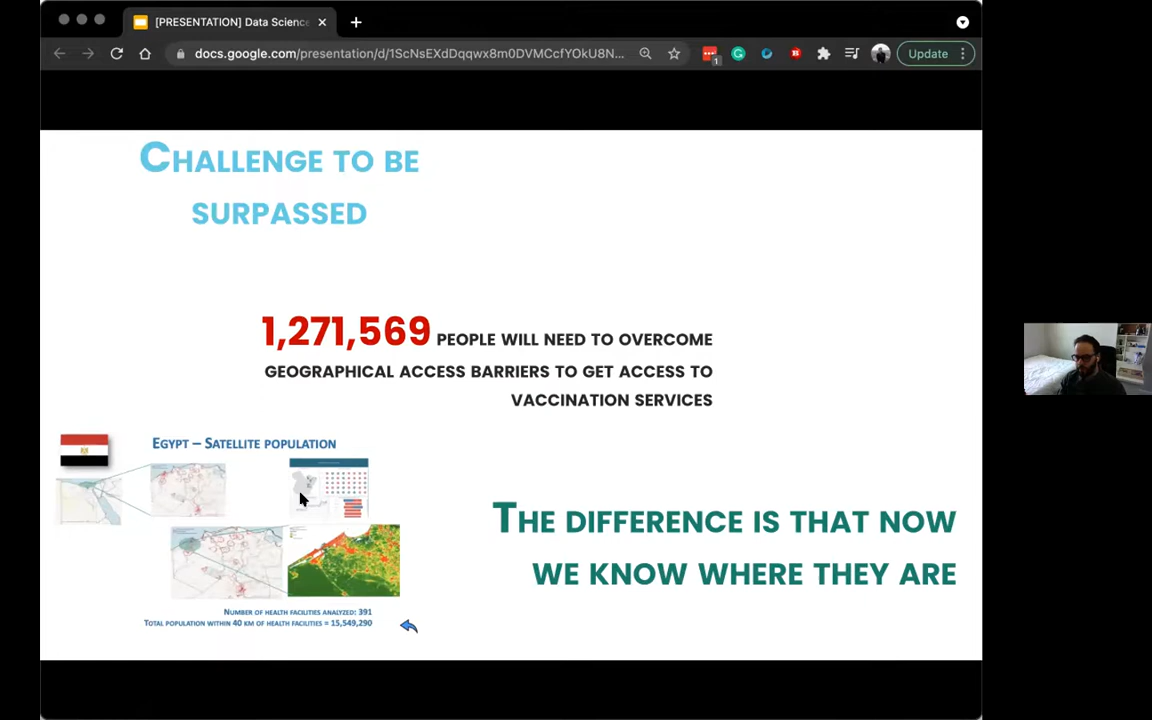 [PRESENTATION] Data Science
docs.google.com/presentation/d/1ScNsEXdDqqwx8m0DVMCcfYOkU8N...
1
Update
CHALLENGE TO BE
SURPASSED
1,271,569 PEOPLE WILL NEED TO OVERCOME
GEOGRAPHICAL ACCESS BARRIERS TO GET ACCESS TO
VACCINATION SERVICES
EGYPT – SATELLITE POPULATION
THE DIFFERENCE IS THAT NOW
WE KNOW WHERE THEY ARE
NUMBER OF HEALTH FACILITIES ANALYZED: 391
TOTAL POPULATION WITHIN 40 KM OF HEALTH FACILITIES = 15,549,290